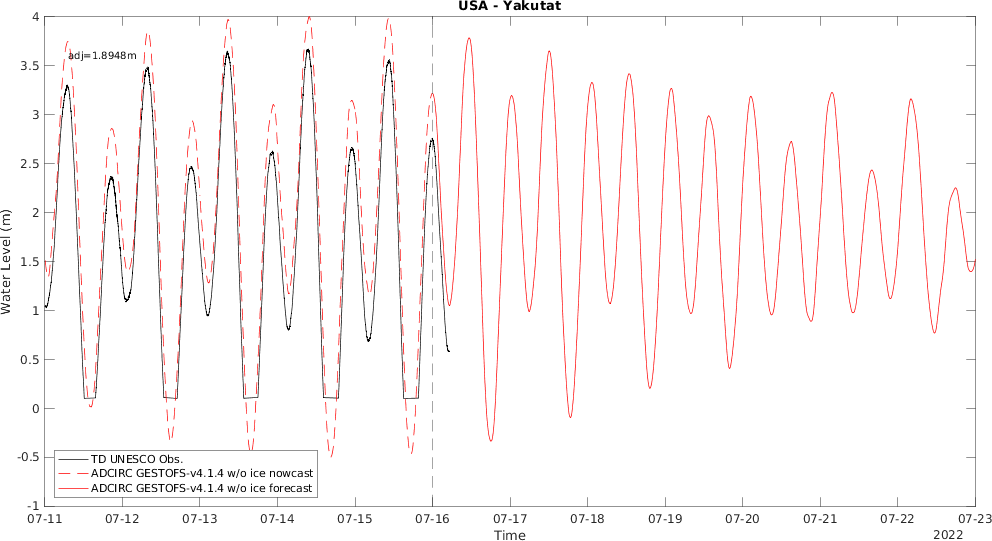 USA - Yakutat
4
3.5
3
2.5
2
1.5
1
0.5
0
-0.5
-1
Water Level (m)
adj=1.8948m
TD UNESCO Obs.
ADCIRC GESTOFS-v4.1.4 w/o ice nowcast
ADCIRC GESTOFS-v4.1.4 w/o ice forecast
07-11 07-12 07-13 07-14 07-15 07-16 07-17 07-18 07-19 07-20 07-21 07-22 07-23
Time
2022